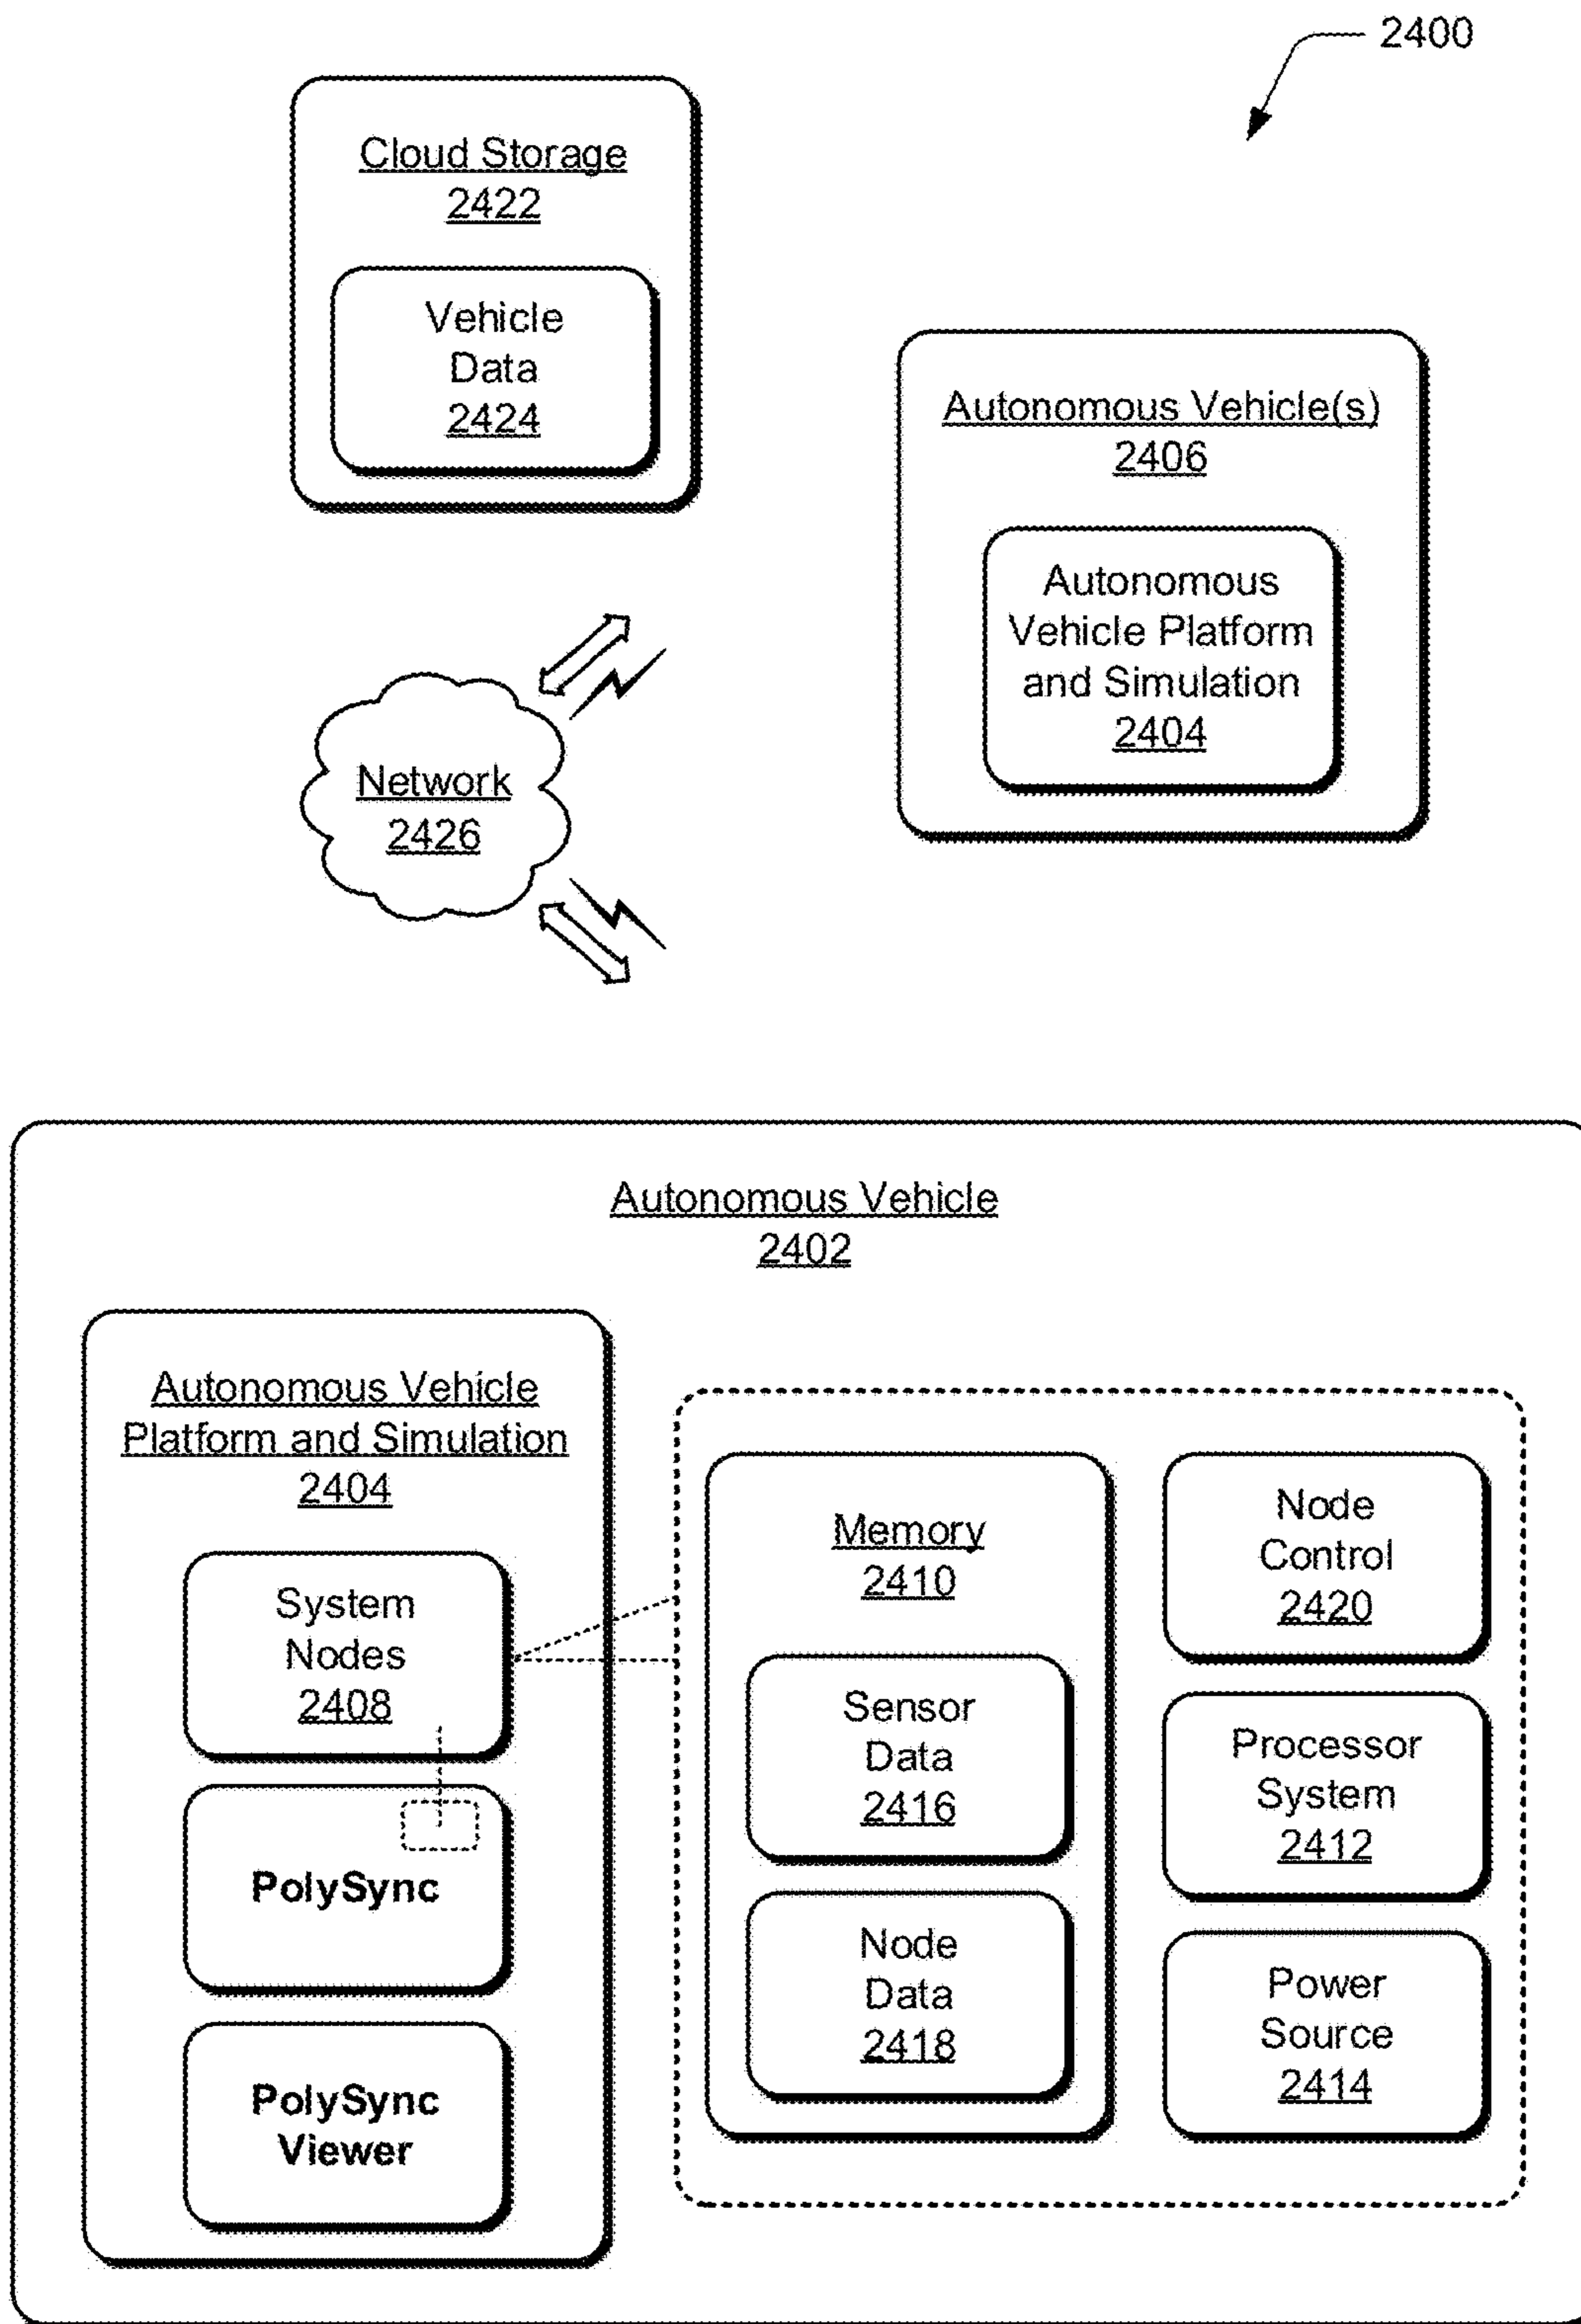 2400
Cloud Storage
2422
Vehicle
Data
2424
Autonomous Vehicle(s)
2406
Autonomous
Vehicle Platform
and Simulation
2404
Network
2426
Autonomous Vehicle
2402
Autonomous Vehicle
Platform and Simulation
2404
System
Nodes
2408
PolySync
PolySync
Viewer
Memory
2410
Sensor
Data
2416
Node
Data
2418
Node
Control
2420
Processor
System
2412
Power
Source
2414